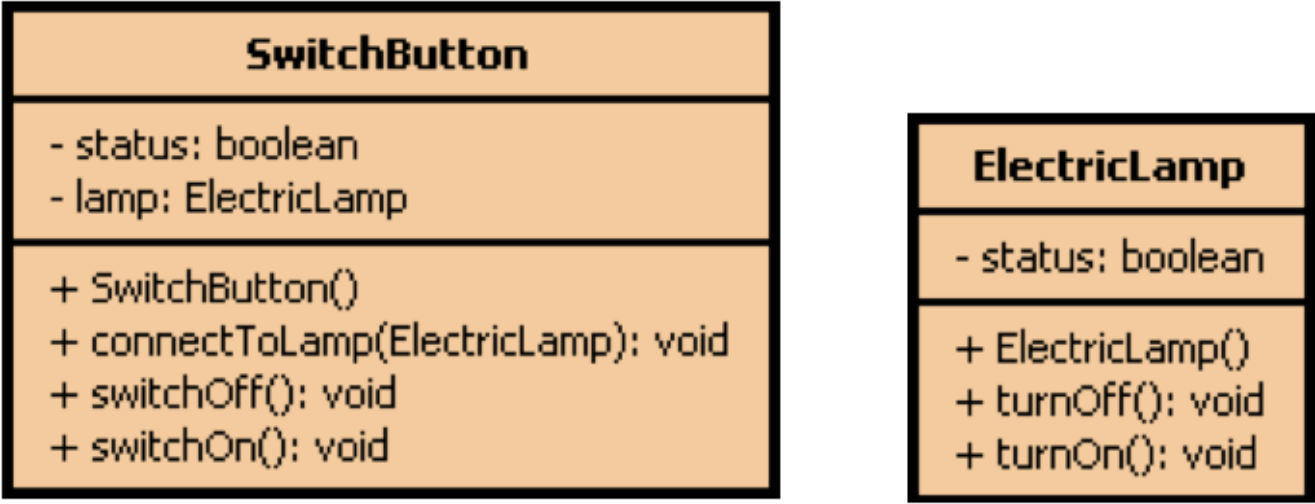 SwitchButton
- status: boolean
- lamp: ElectricLamp
+ SwitchButton()
+ connectToLamp(ElectricLamp): void
+ switchOff(): void
+ switchOn(): void
ElectricLamp
- status: boolean
+ ElectricLamp()
+ turnOff(): void
+ turnOn(): void